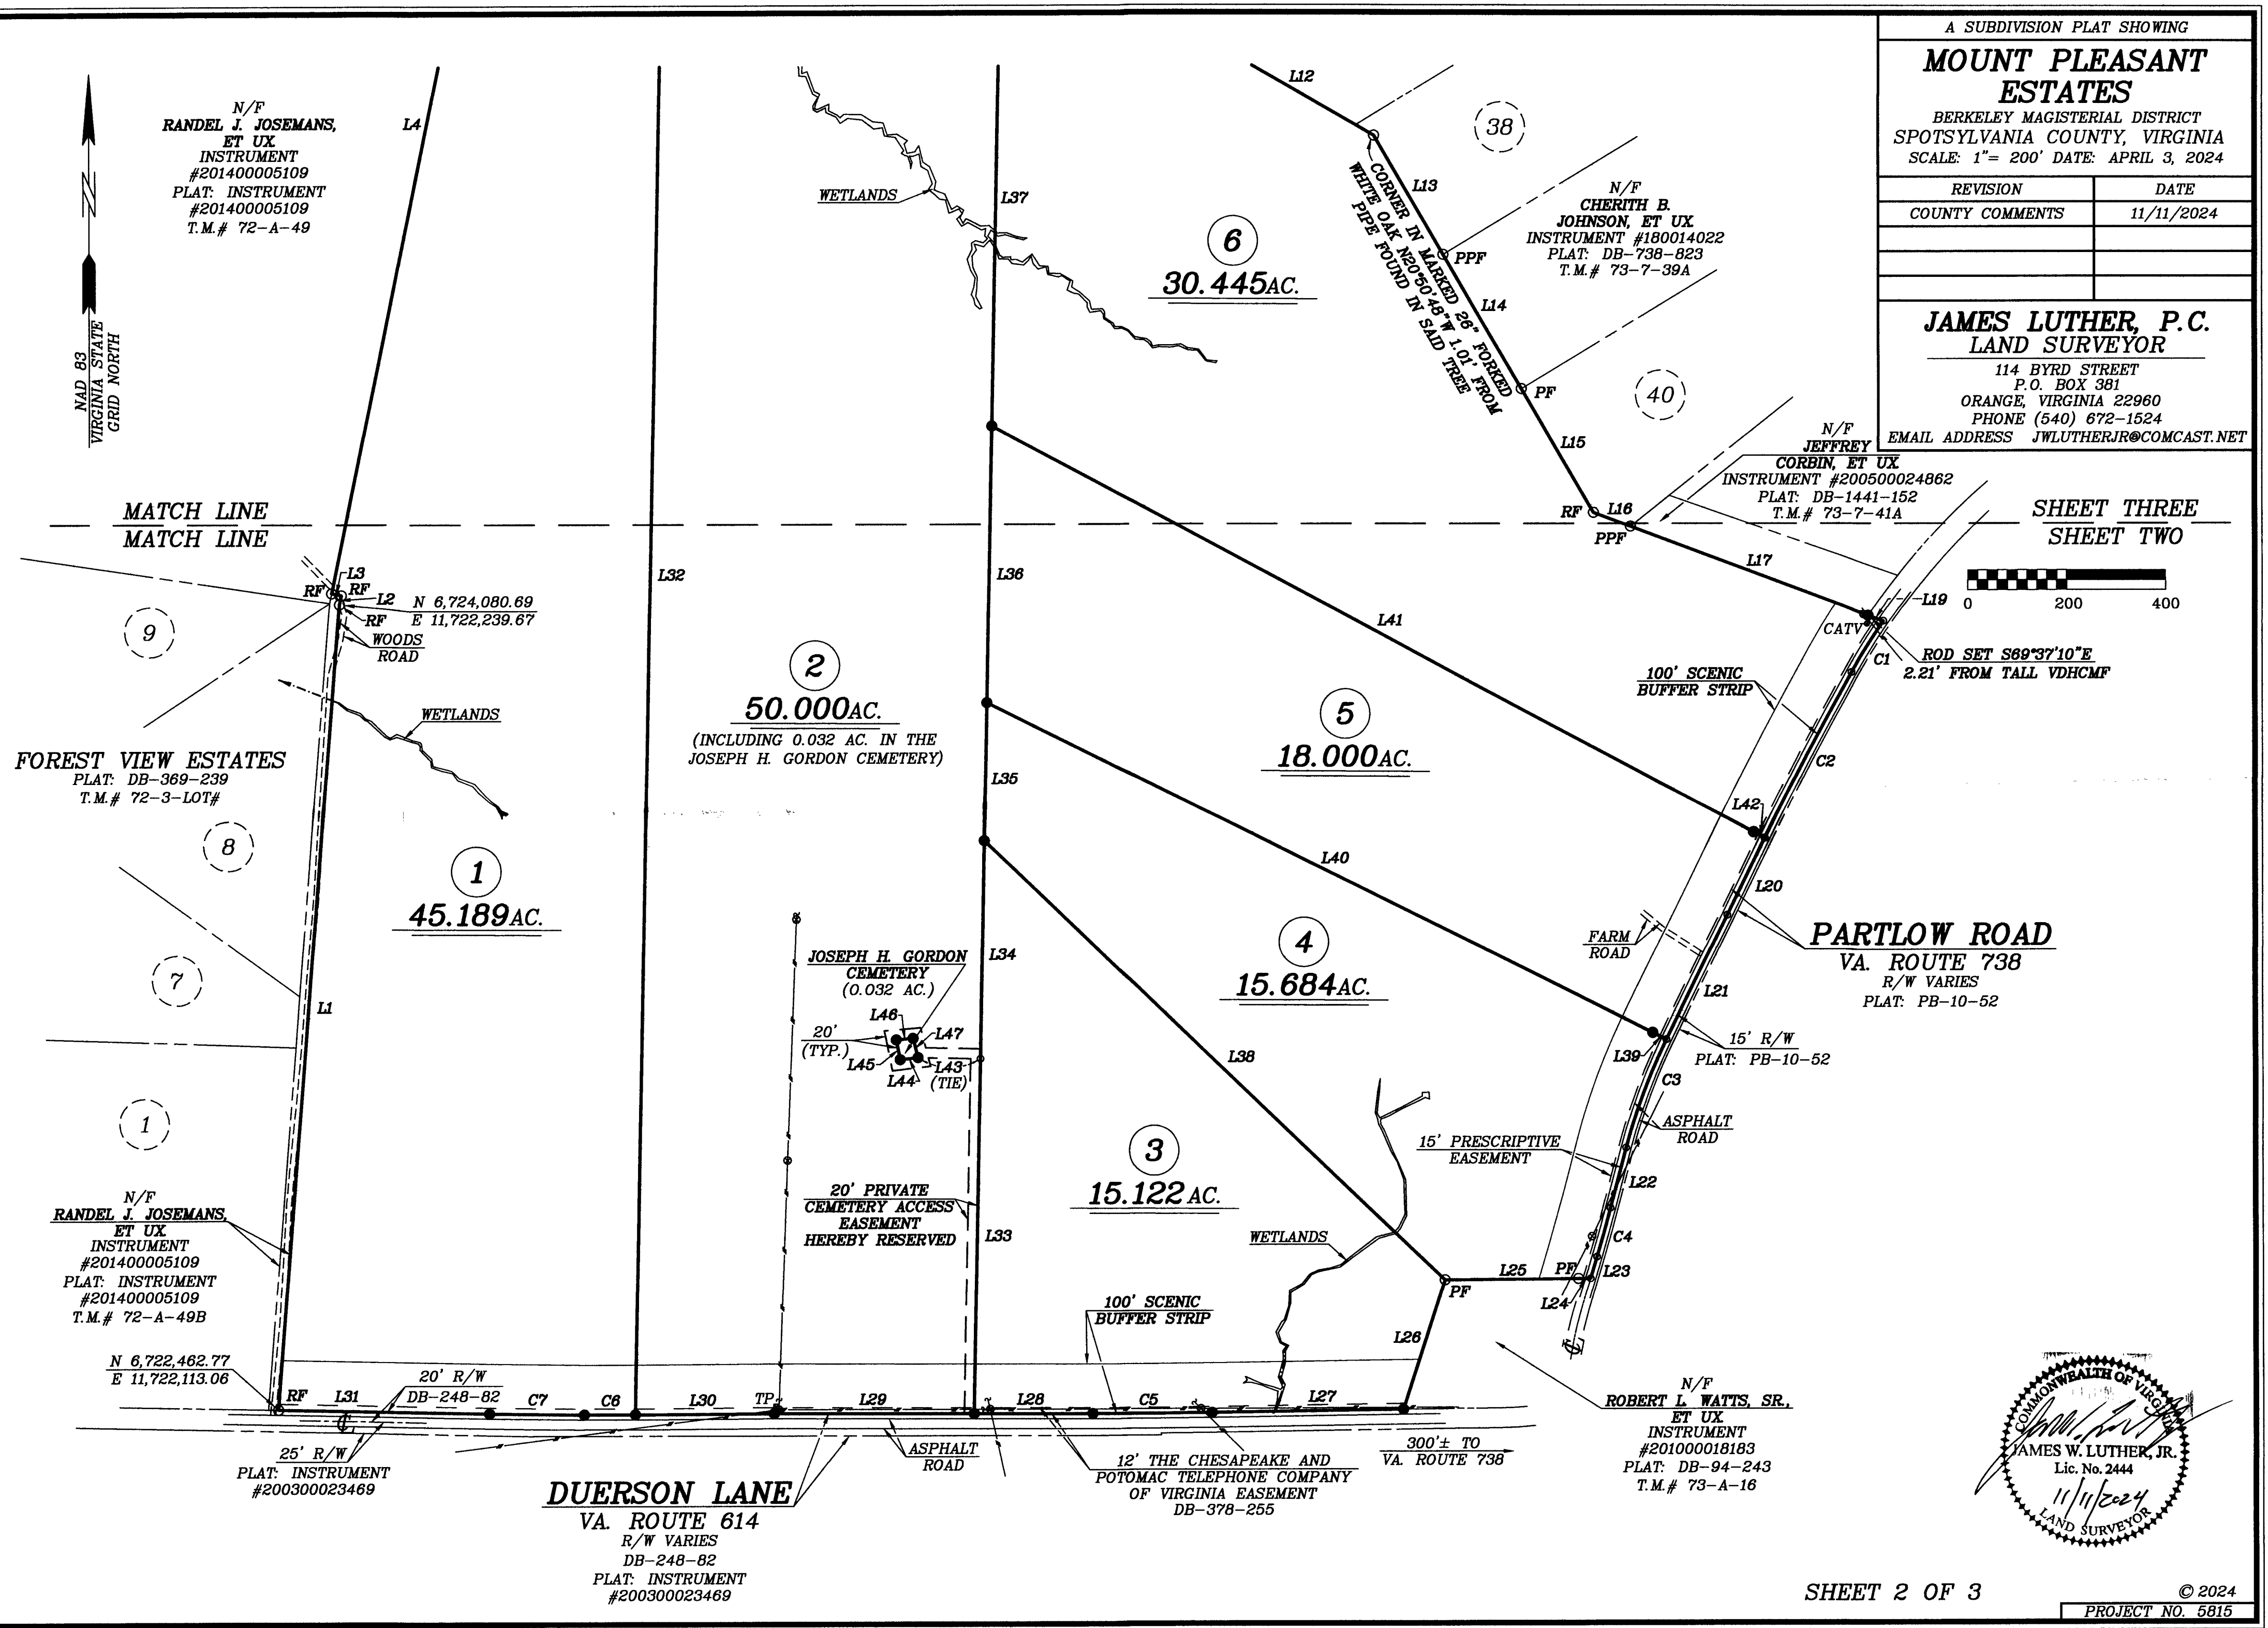 A SUBDIVISION PLAT SHOWING
MOUNT PLEASANT
ESTATES
BERKELEY MAGISTERIAL DISTRICT
SPOTSYLVANIA COUNTY, VIRGINIA
SCALE: 1"= 200' DATE: APRIL 3, 2024
REVISION
DATE
COUNTY COMMENTS
11/11/2024
JAMES LUTHER, P.C.
LAND SURVEYOR
114 BYRD STREET
P.O. BOX 381
ORANGE, VIRGINIA 22960
PHONE (540) 672-1524
EMAIL ADDRESS JWLUTHERJR@COMCAST.NET
N
NAD 83
VIRGINIA STATE
GRID NORTH
N/F
RANDEL J. JOSEMANS,
ET UX
INSTRUMENT
#201400005109
PLAT: INSTRUMENT
#201400005109
T.M.# 72-A-49
L4
WETLANDS
L37
L12
38
L13
CORNER IN MARKED 26" FORKED
WHITE OAK N20°50'48"W 1.01' FROM
PIPE FOUND IN SAID TREE
N/F
CHERITH B.
JOHNSON, ET UX
INSTRUMENT #180014022
PLAT: DB-738-823
T.M.# 73-7-39A
PPF
6
30.445 AC.
L14
PF
40
L15
N/F
JEFFREY
CORBIN, ET UX
INSTRUMENT #200500024862
PLAT: DB-1441-152
T.M.# 73-7-41A
RF
L16
PPF
MATCH LINE
MATCH LINE
SHEET THREE
SHEET TWO
0
200
400
L17
L19
CATV
C1
ROD SET S69°37'10"E
2.21' FROM TALL VDHCMF
L3
RF
RF
L2
RF
N 6,724,080.69
E 11,722,239.67
WOODS
ROAD
L32
L36
L41
9
WETLANDS
2
50.000 AC.
(INCLUDING 0.032 AC. IN THE
JOSEPH H. GORDON CEMETERY)
100' SCENIC
BUFFER STRIP
5
18.000 AC.
C2
FOREST VIEW ESTATES
PLAT: DB-369-239
T.M.# 72-3-LOT#
L35
L42
8
1
45.189 AC.
L40
L20
PARTLOW ROAD
VA. ROUTE 738
R/W VARIES
PLAT: PB-10-52
FARM
ROAD
JOSEPH H. GORDON
CEMETERY
(0.032 AC.)
L34
4
15.684 AC.
7
L1
L21
L46
L47
20'
(TYP.)
L45
L44
L43
(TIE)
L38
L39
15' R/W
PLAT: PB-10-52
C3
ASPHALT
ROAD
1
3
15.122 AC.
15' PRESCRIPTIVE
EASEMENT
L22
20' PRIVATE
CEMETERY ACCESS
EASEMENT
HEREBY RESERVED
L33
WETLANDS
C4
N/F
RANDEL J. JOSEMANS,
ET UX
INSTRUMENT
#201400005109
PLAT: INSTRUMENT
#201400005109
T.M.# 72-A-49B
L25
PF
L23
PF
L24
100' SCENIC
BUFFER STRIP
L26
N 6,722,462.77
E 11,722,113.06
RF
L31
20' R/W
DB-248-82
C7
C6
L30
TP
L29
L28
C5
L27
25' R/W
PLAT: INSTRUMENT
#200300023469
ASPHALT
ROAD
12' THE CHESAPEAKE AND
POTOMAC TELEPHONE COMPANY
OF VIRGINIA EASEMENT
DB-378-255
300'± TO
VA. ROUTE 738
N/F
ROBERT L. WATTS, SR.,
ET UX
INSTRUMENT
#201000018183
PLAT: DB-94-243
T.M.# 73-A-16
DUERSON LANE
VA. ROUTE 614
R/W VARIES
DB-248-82
PLAT: INSTRUMENT
#200300023469
COMMONWEALTH OF VIRGINIA
JAMES W. LUTHER, JR.
Lic. No. 2444
11/11/2024
LAND SURVEYOR
SHEET 2 OF 3
© 2024
PROJECT NO. 5815